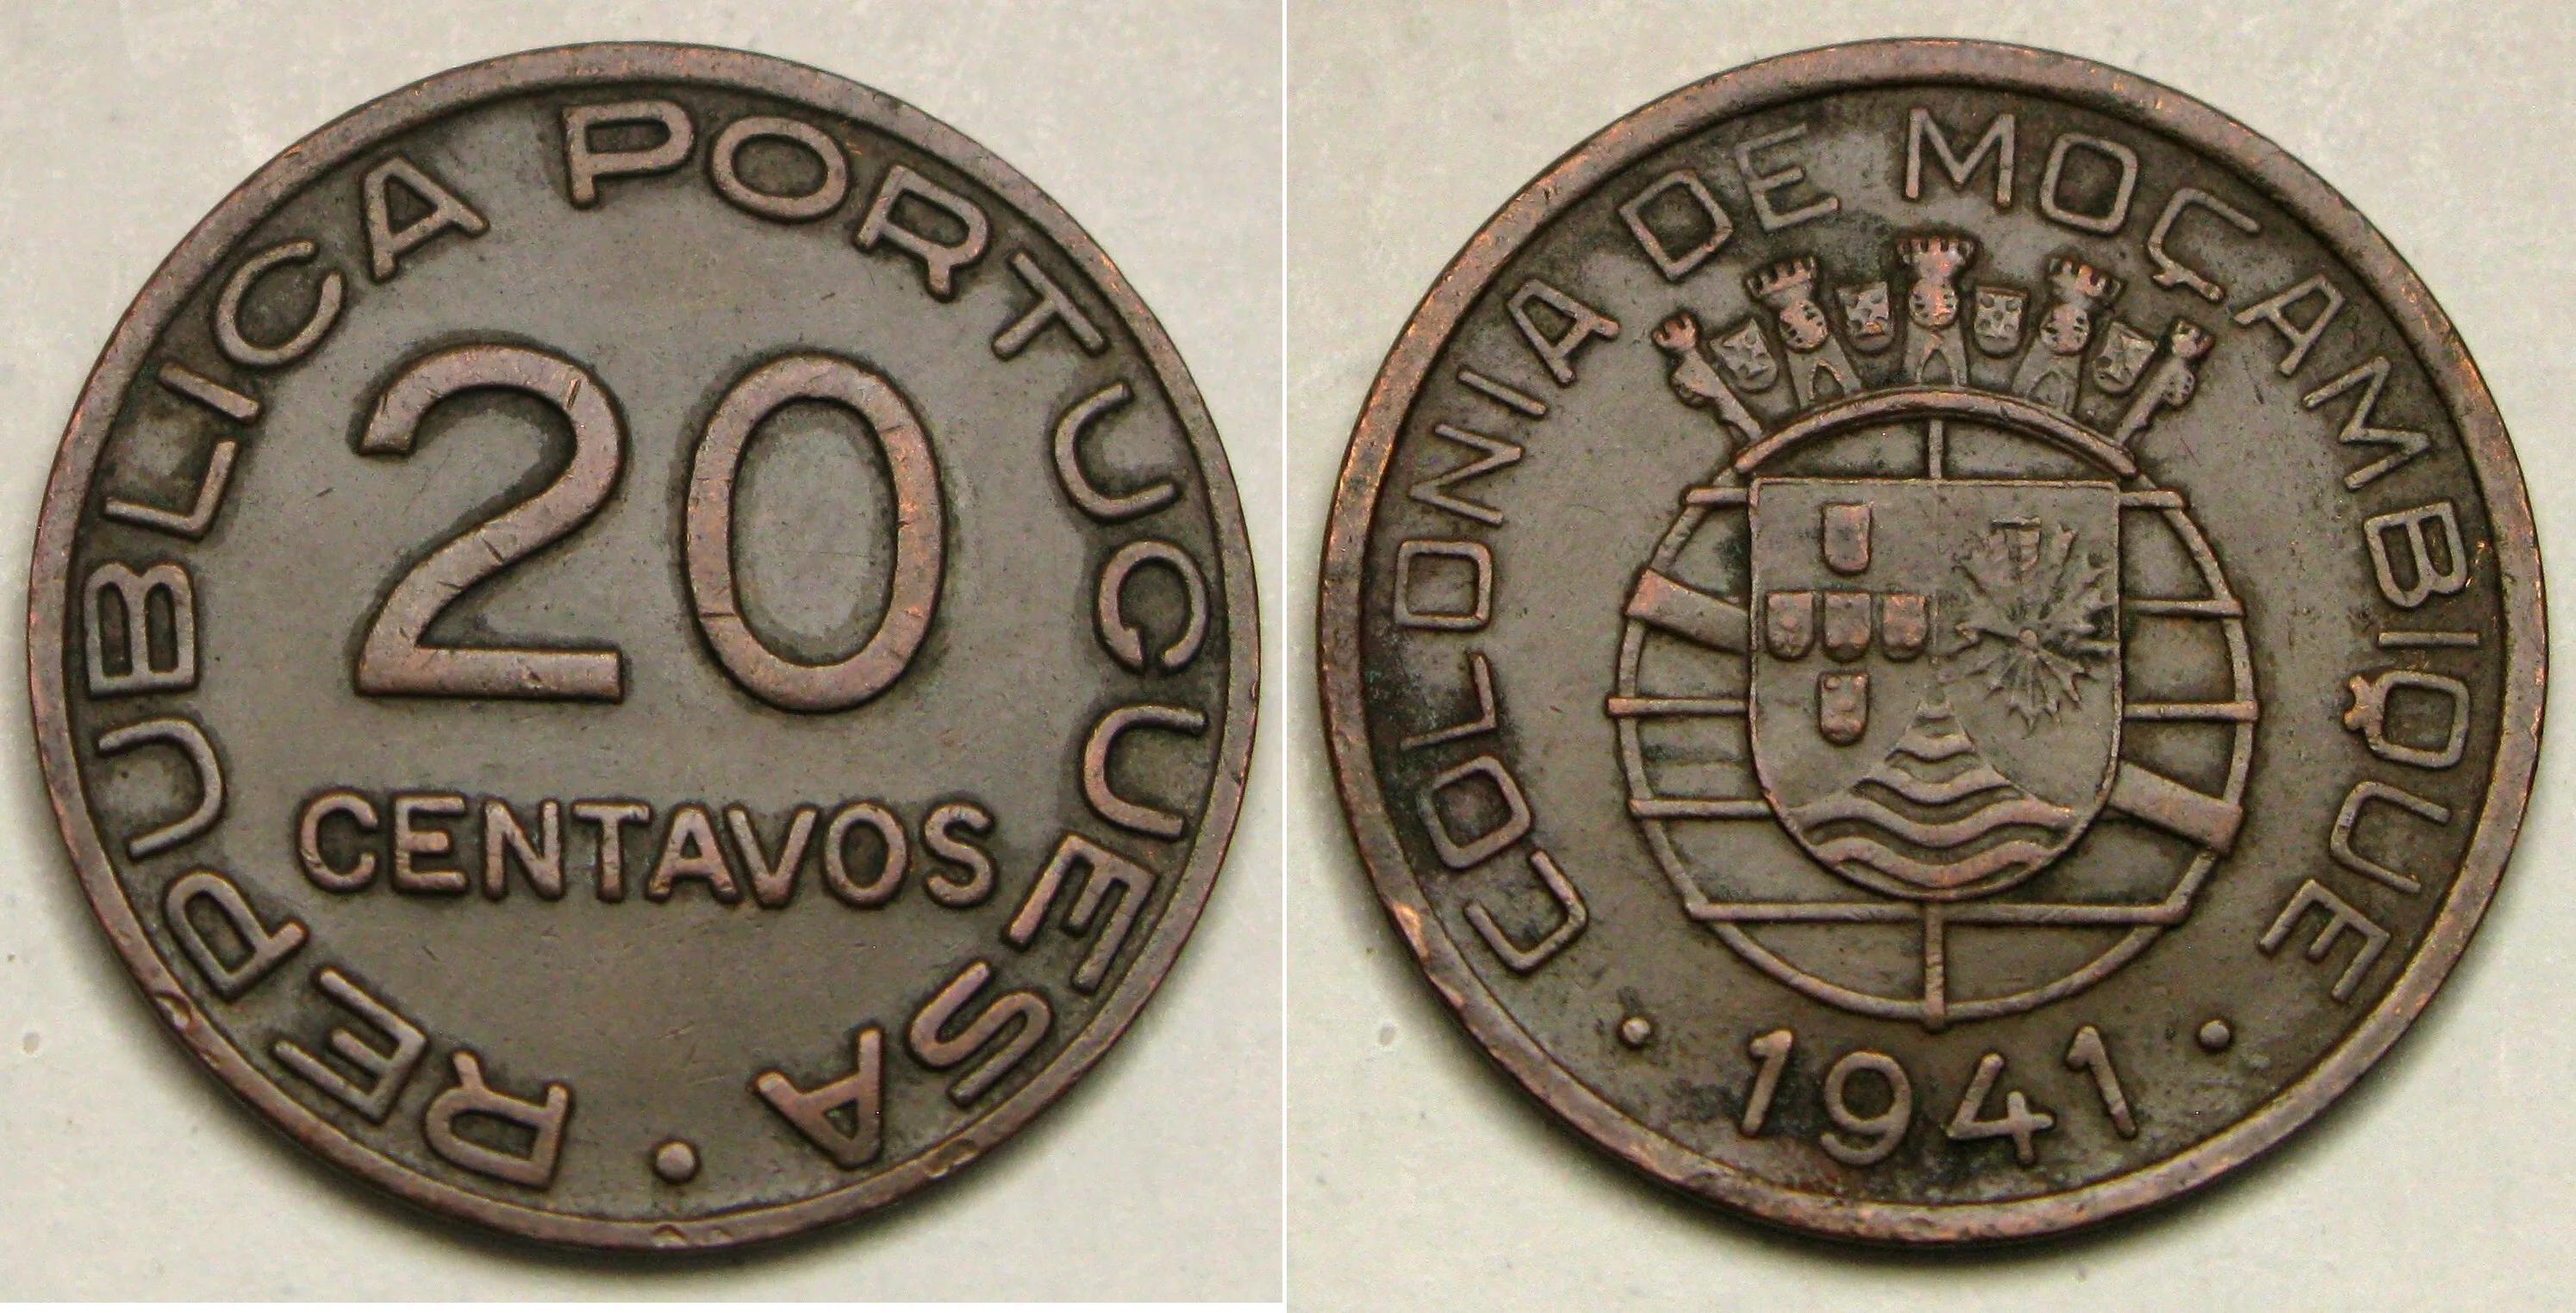 REPUBLICA PORTUGUESA
20
CENTAVOS
COLONIA DE MOÇAMBIQUE
1941